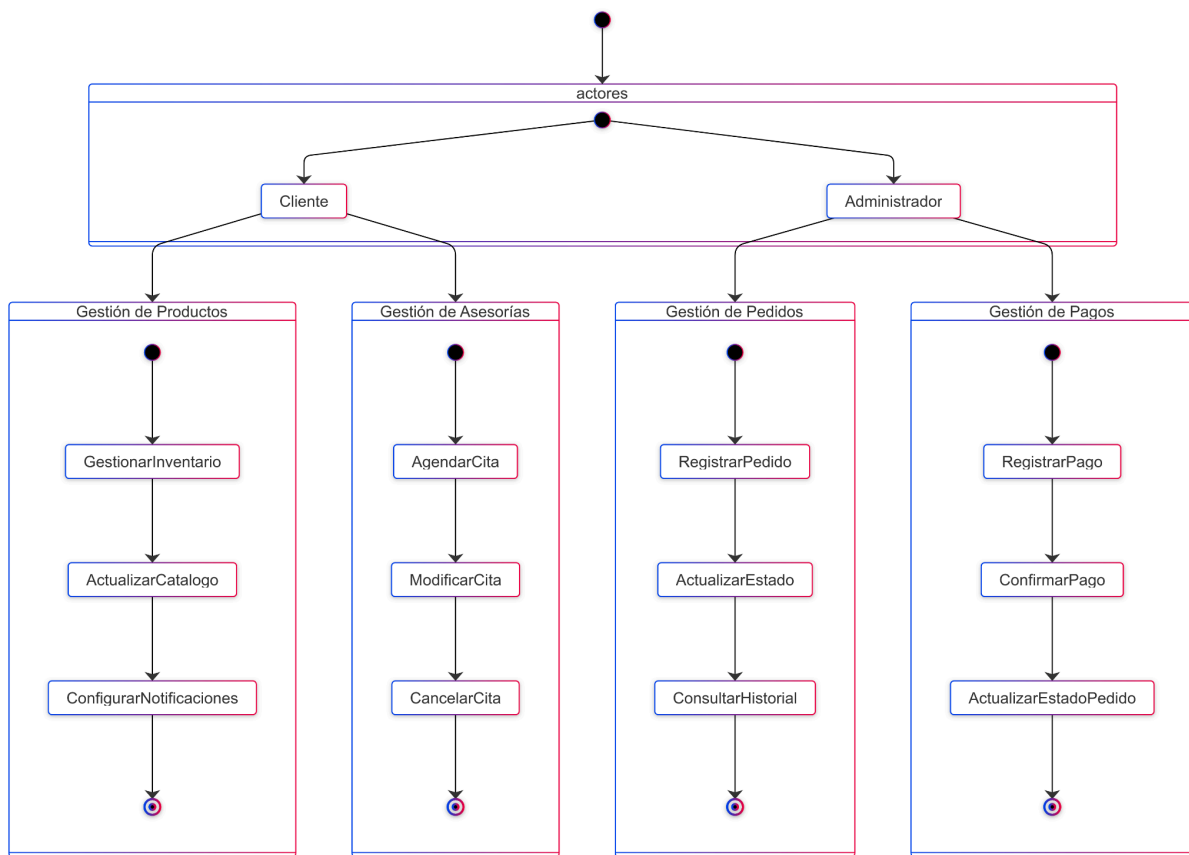 actores
Cliente
Administrador
Gestión de Productos
Gestión de Asesorías
Gestión de Pedidos
Gestión de Pagos
GestionarInventario
AgendarCita
RegistrarPedido
RegistrarPago
ActualizarCatalogo
ModificarCita
ActualizarEstado
ConfirmarPago
ConfigurarNotificaciones
CancelarCita
ConsultarHistorial
ActualizarEstadoPedido